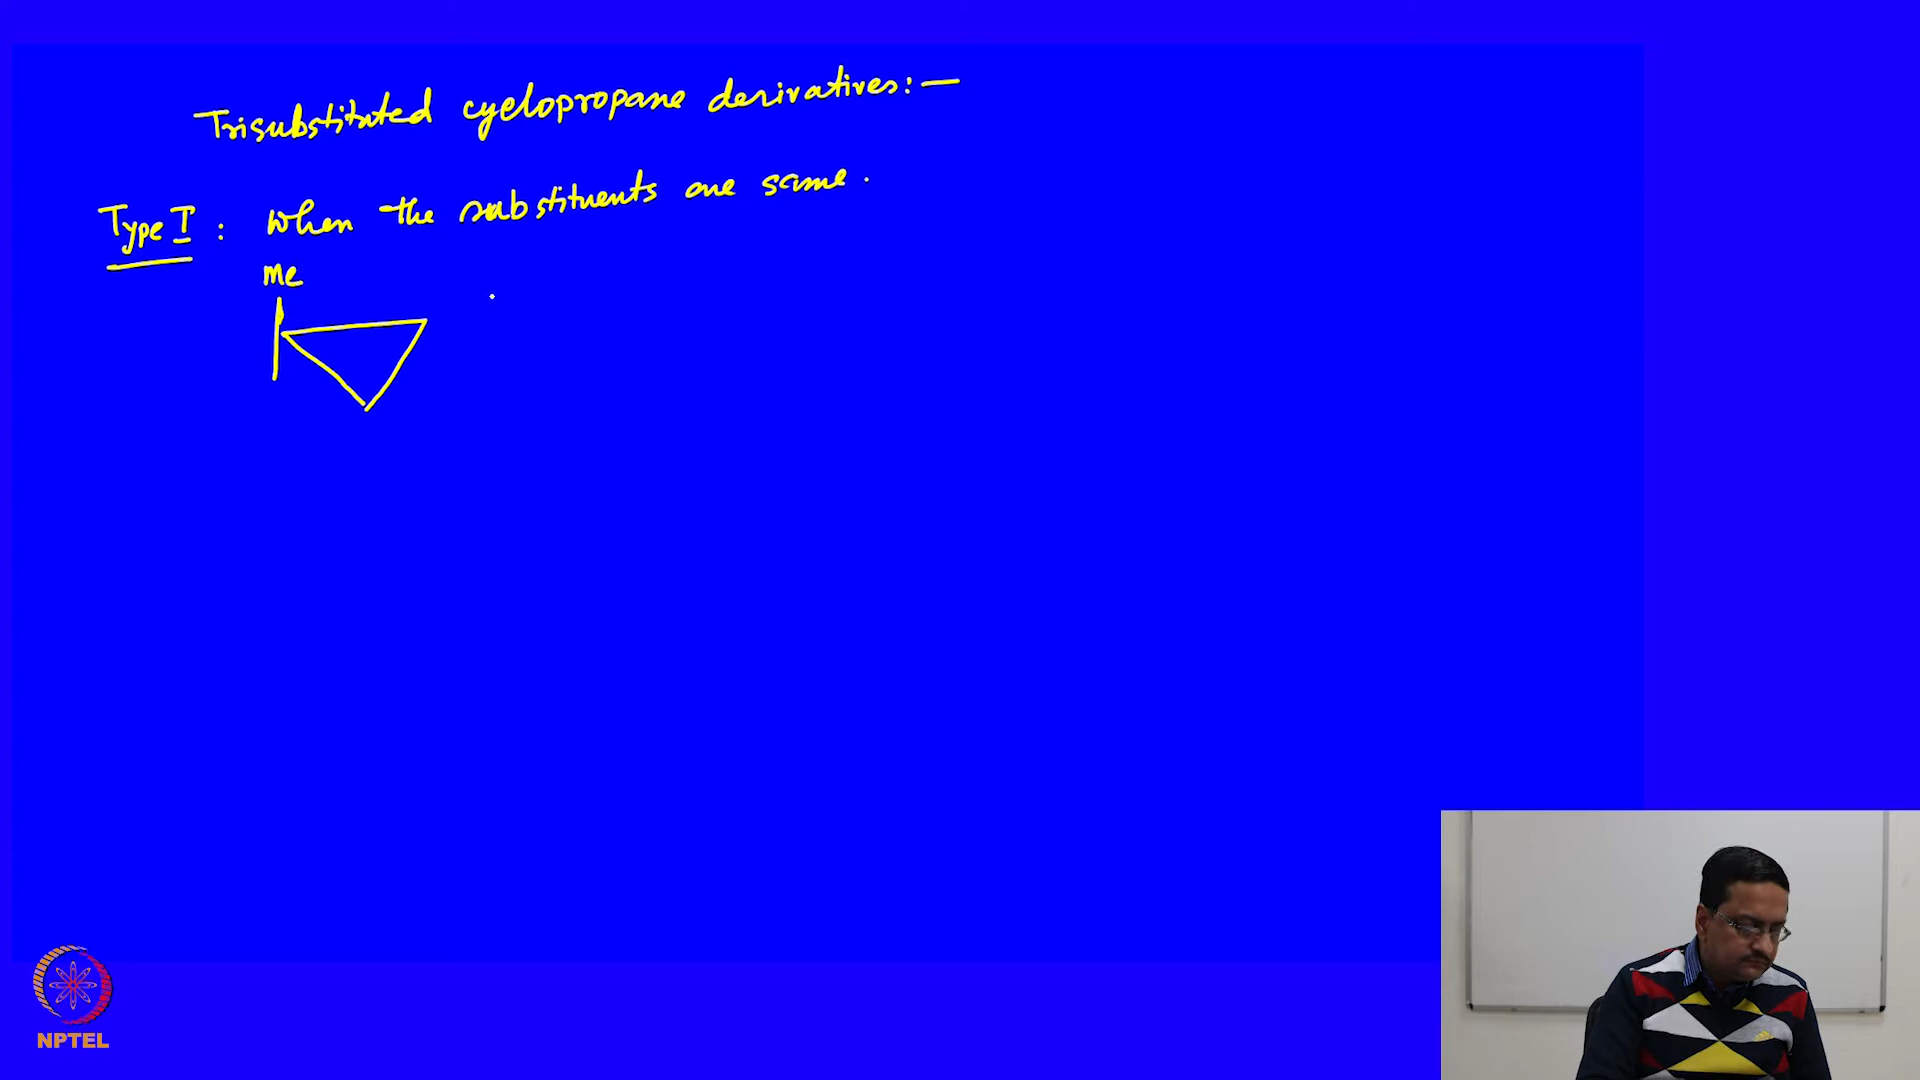 Trisubstituted cyclopropane derivatives:—
Type I : When the substituents are same.
Me
NPTEL